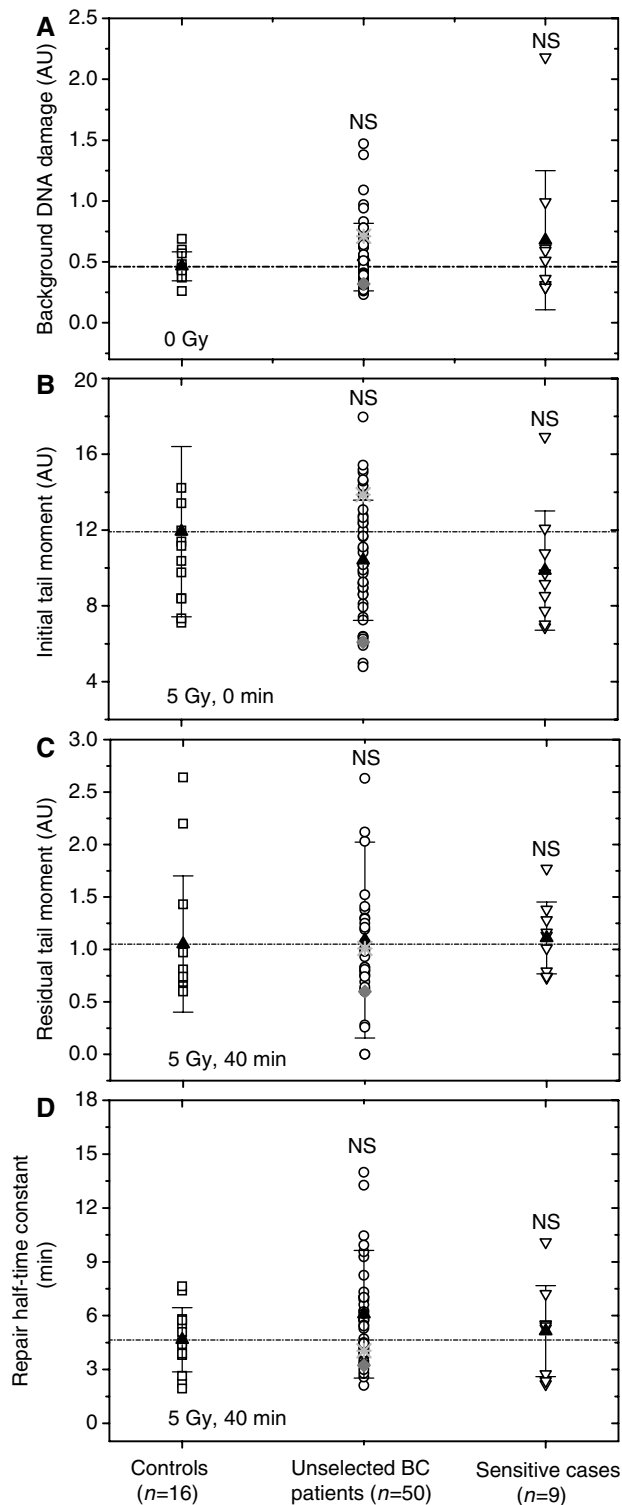 A
Background DNA damage (AU)
2.5
2.0
1.5
1.0
0.5
0.0
NS
NS
0 Gy
B
Initial tail moment (AU)
20
16
12
8
4
NS
NS
5 Gy, 0 min
C
Residual tail moment (AU)
3.0
2.5
2.0
1.5
1.0
0.5
0.0
NS
NS
5 Gy, 40 min
D
Repair half-time constant
(min)
18
15
12
9
6
3
0
NS
NS
5 Gy, 40 min
Controls
(n=16)
Unselected BC
patients (n=50)
Sensitive cases
(n=9)